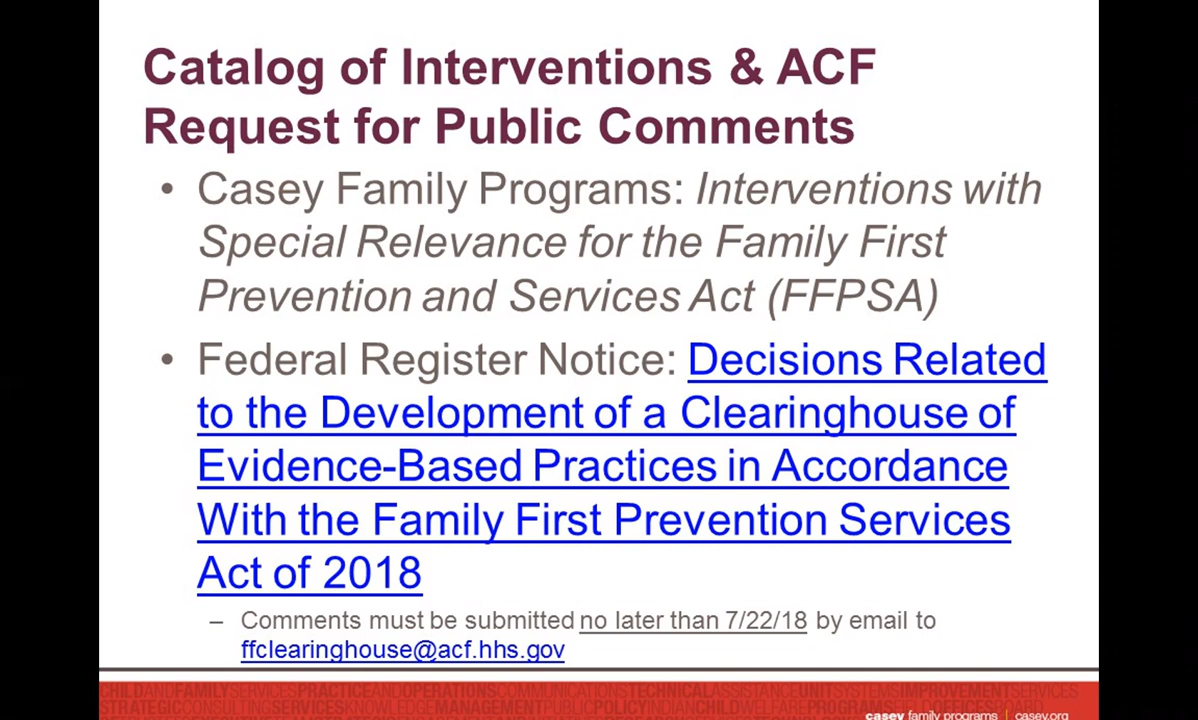 Catalog of Interventions & ACF
Request for Public Comments
• Casey Family Programs: Interventions with
Special Relevance for the Family First
Prevention and Services Act (FFPSA)
• Federal Register Notice: Decisions Related
to the Development of a Clearinghouse of
Evidence-Based Practices in Accordance
With the Family First Prevention Services
Act of 2018
– Comments must be submitted no later than 7/22/18 by email to
ffclearinghouse@acf.hhs.gov
CHILDANDFAMILYSERVICESPRACTICEANDOPERATIONSCOMMUNICATIONSTECHNICALASSISTANCEUNITSYSTEMSIMPROVEMENTSERVICES
casey family programs | casey.org